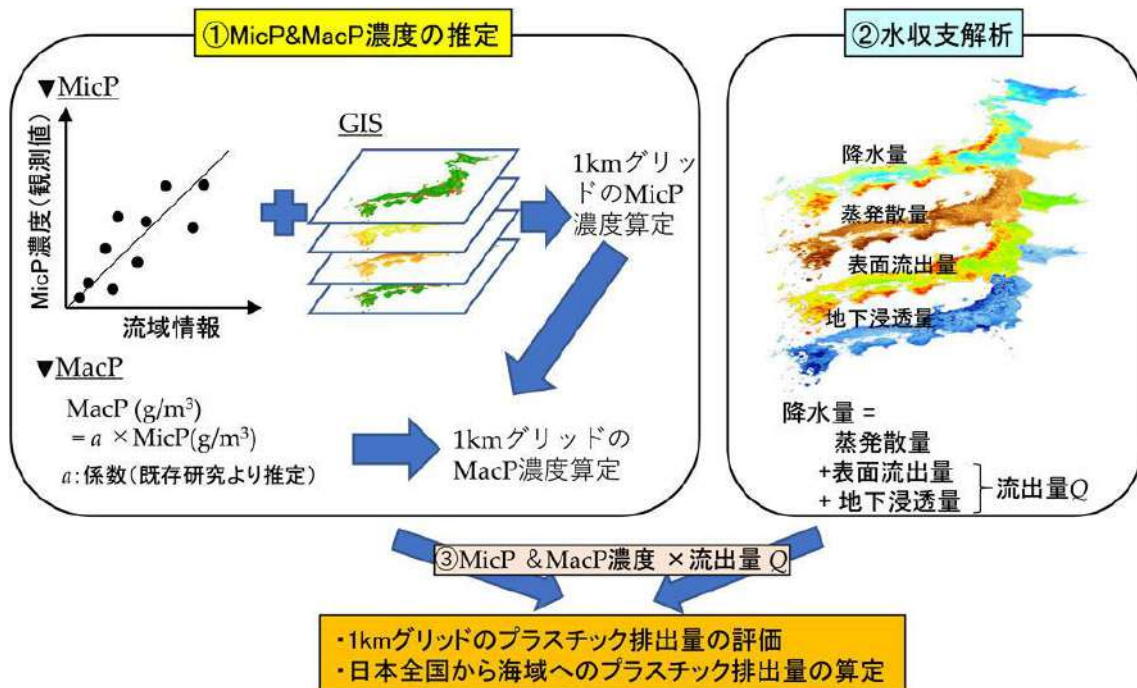 ①MicP&MacP濃度の推定
▼MicP
MicP濃度(観測値)
流域情報
GIS
1kmグリッ
ドのMicP
濃度算定
▼MacP
MacP (g/m³)
= a × MicP(g/m³)
a:係数(既存研究より推定)
1kmグリッドの
MacP濃度算定
②水収支解析
降水量
蒸発散量
表面流出量
地下浸透量
降水量 =
蒸発散量
+表面流出量
+ 地下浸透量
流出量Q
③MicP &MacP濃度 ×流出量 Q
・1kmグリッドのプラスチック排出量の評価
・日本全国から海域へのプラスチック排出量の算定